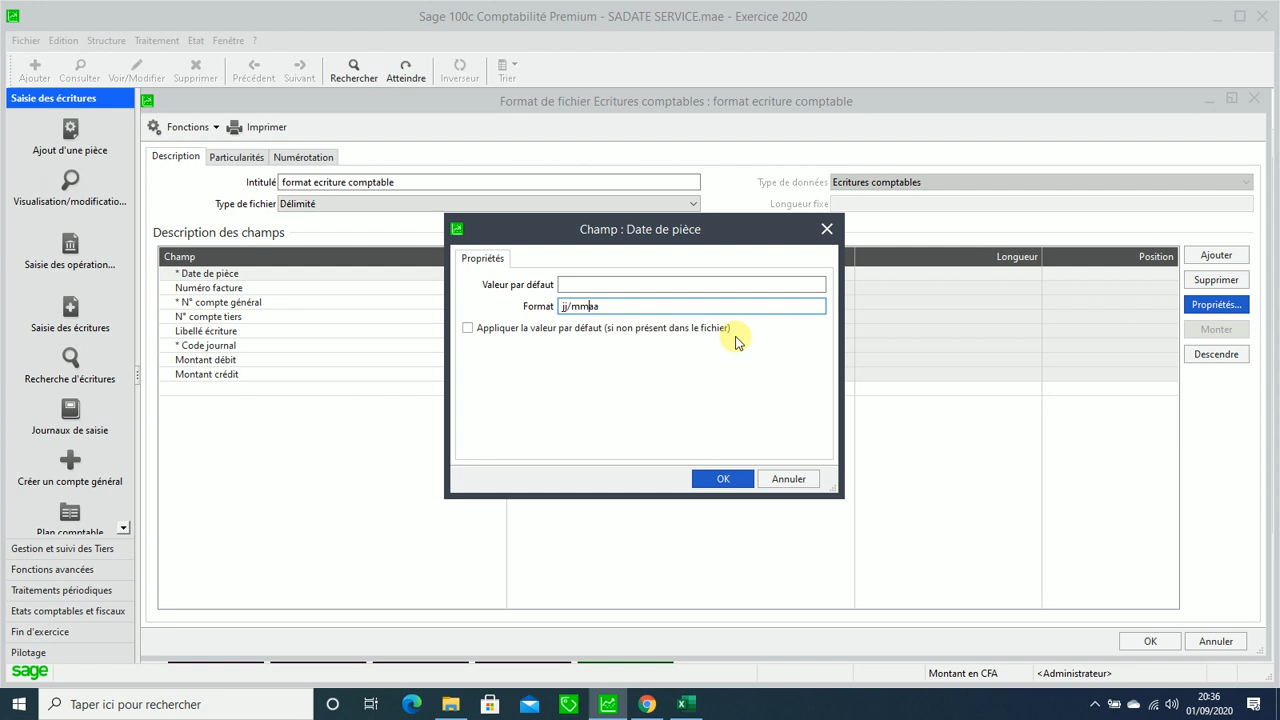 Sage 100c Comptabilité Premium - SADATE SERVICE.mae - Exercice 2020
Fichier Edition Structure Traitement Etat Fenêtre ?
Ajouter Consulter Voir/Modifier Supprimer Précédent Suivant Rechercher Atteindre Inverseur Trier
Saisie des écritures
Format de fichier Ecritures comptables : format ecriture comptable
Fonctions Imprimer
Description Particularités Numérotation
Intitulé format ecriture comptable
Type de données Ecritures comptables
Type de fichier Délimité
Longueur fixe
Description des champs
Champ Longueur Position
* Date de pièce
Numéro facture
* N° compte général
N° compte tiers
Libellé écriture
* Code journal
Montant débit
Montant crédit
Ajouter
Supprimer
Propriétés...
Monter
Descendre
Champ : Date de pièce
Propriétés
Valeur par défaut
Format jj/mmaa
Appliquer la valeur par défaut (si non présent dans le fichier)
OK Annuler
Ajout d'une pièce
Visualisation/modificatio...
Saisie des opération...
Saisie des écritures
Recherche d'écritures
Journaux de saisie
Créer un compte général
Plan comptable
Gestion et suivi des Tiers
Fonctions avancées
Traitements périodiques
Etats comptables et fiscaux
Fin d'exercice
Pilotage
OK Annuler
sage
Montant en CFA <Administrateur>
Taper ici pour rechercher
20:36
01/09/2020